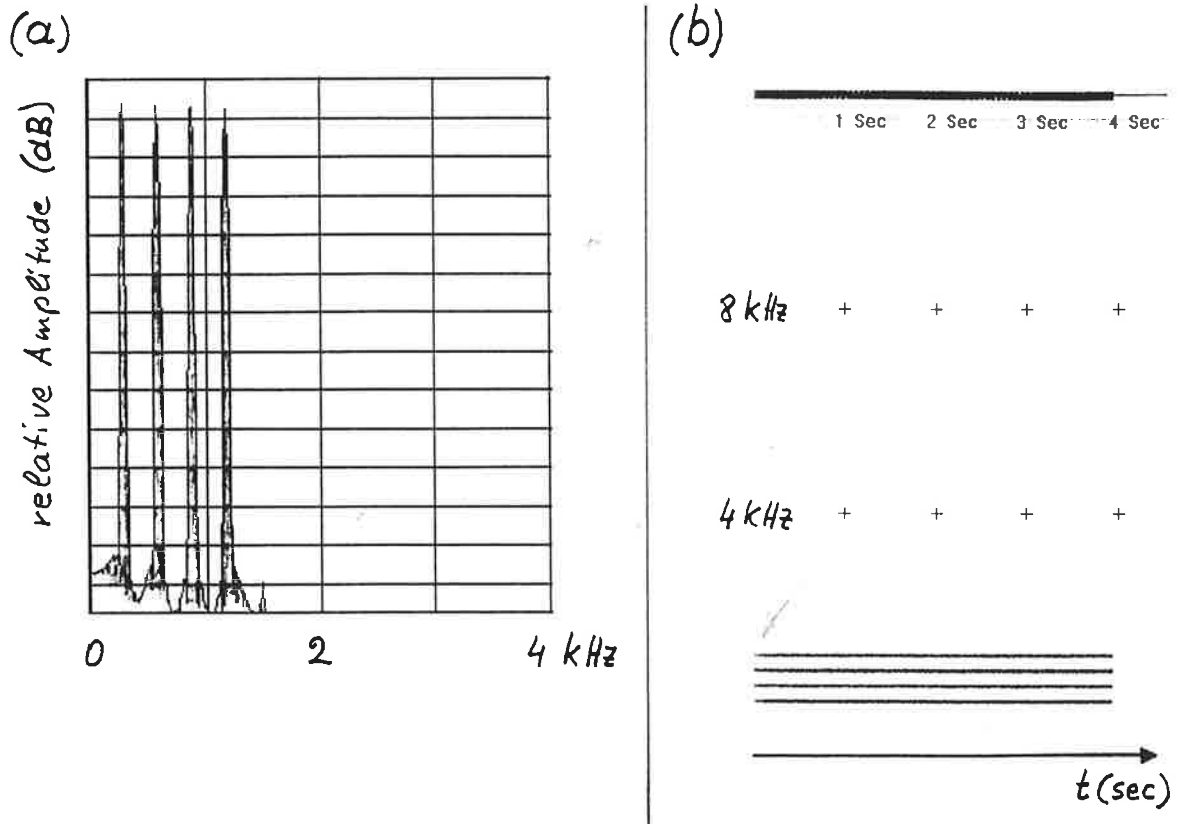 (a)
relative Amplitude (dB)
0 2 4 kHz
(b)
1 Sec 2 Sec 3 Sec 4 Sec
8 kHz + + + +
4 kHz + + + +
t (sec)